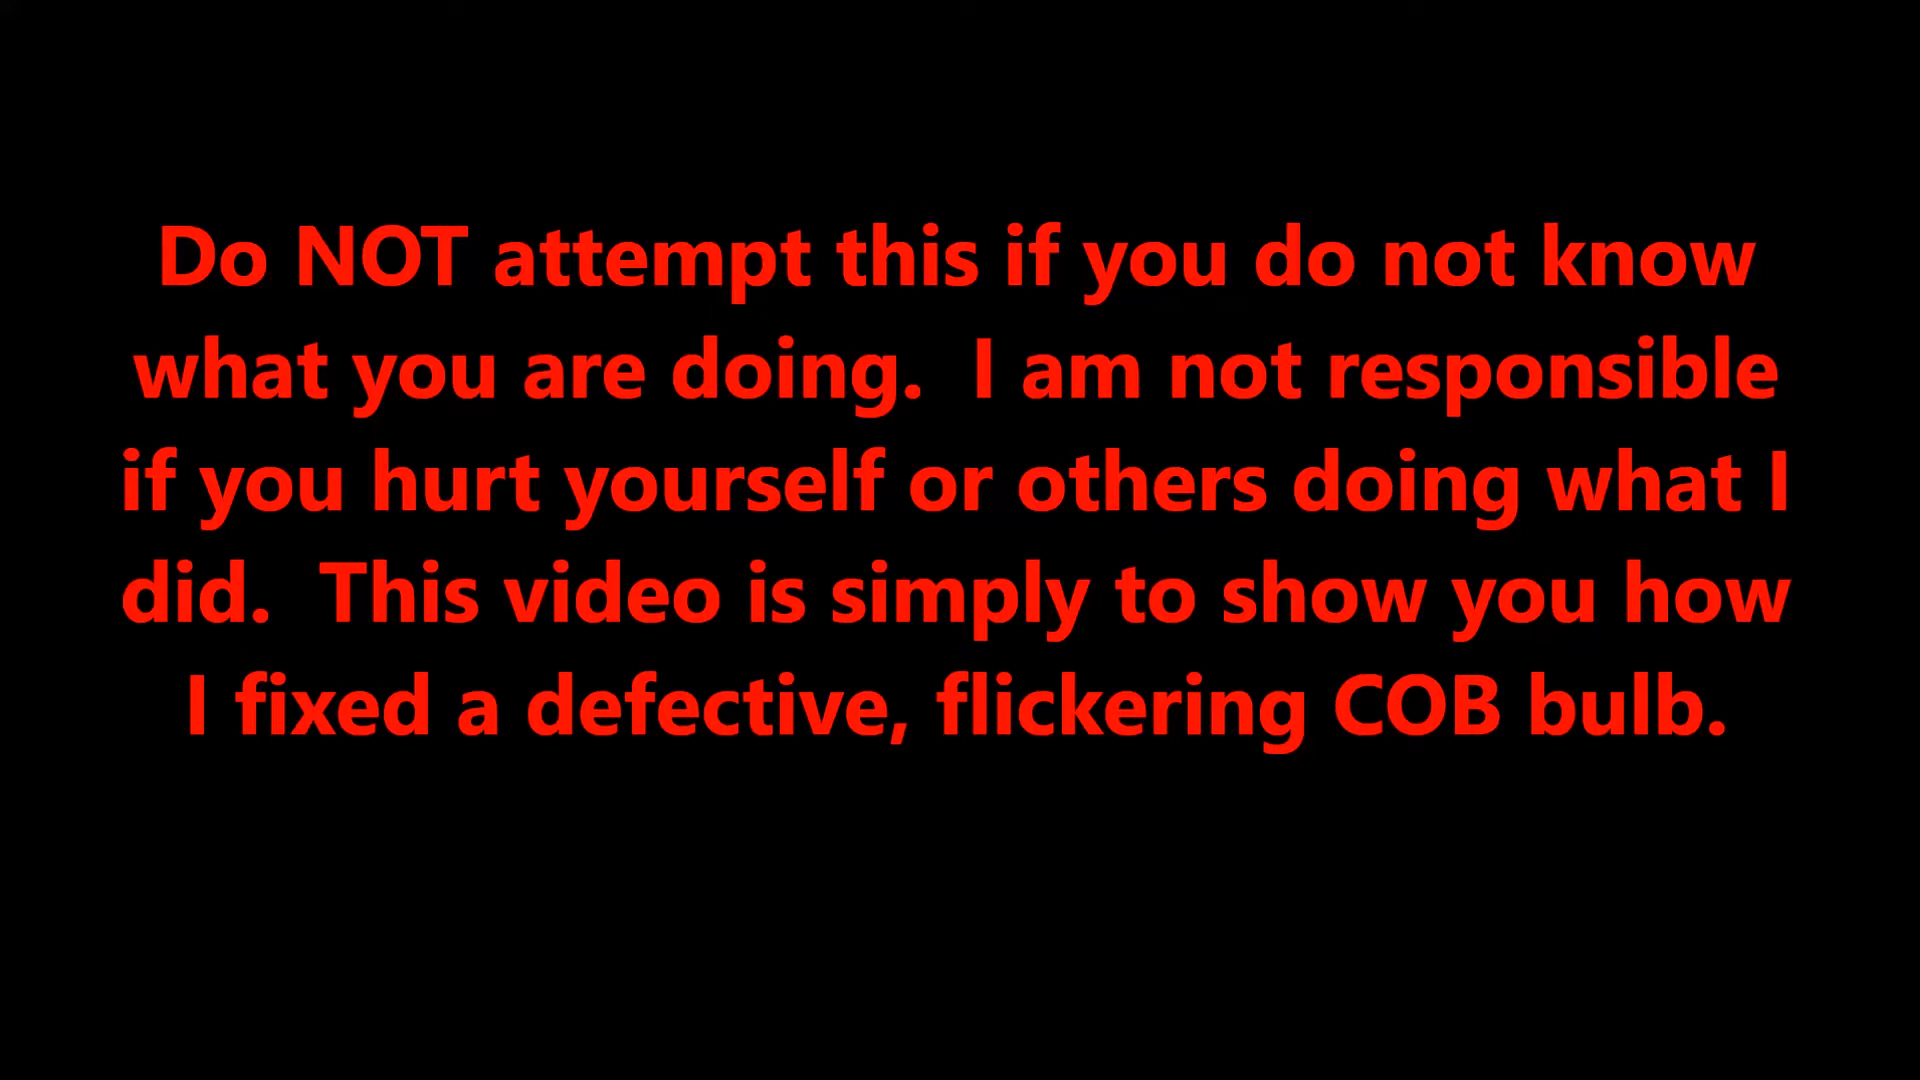 Do NOT attempt this if you do not know
what you are doing.  I am not responsible
if you hurt yourself or others doing what I
did.  This video is simply to show you how
I fixed a defective, flickering COB bulb.